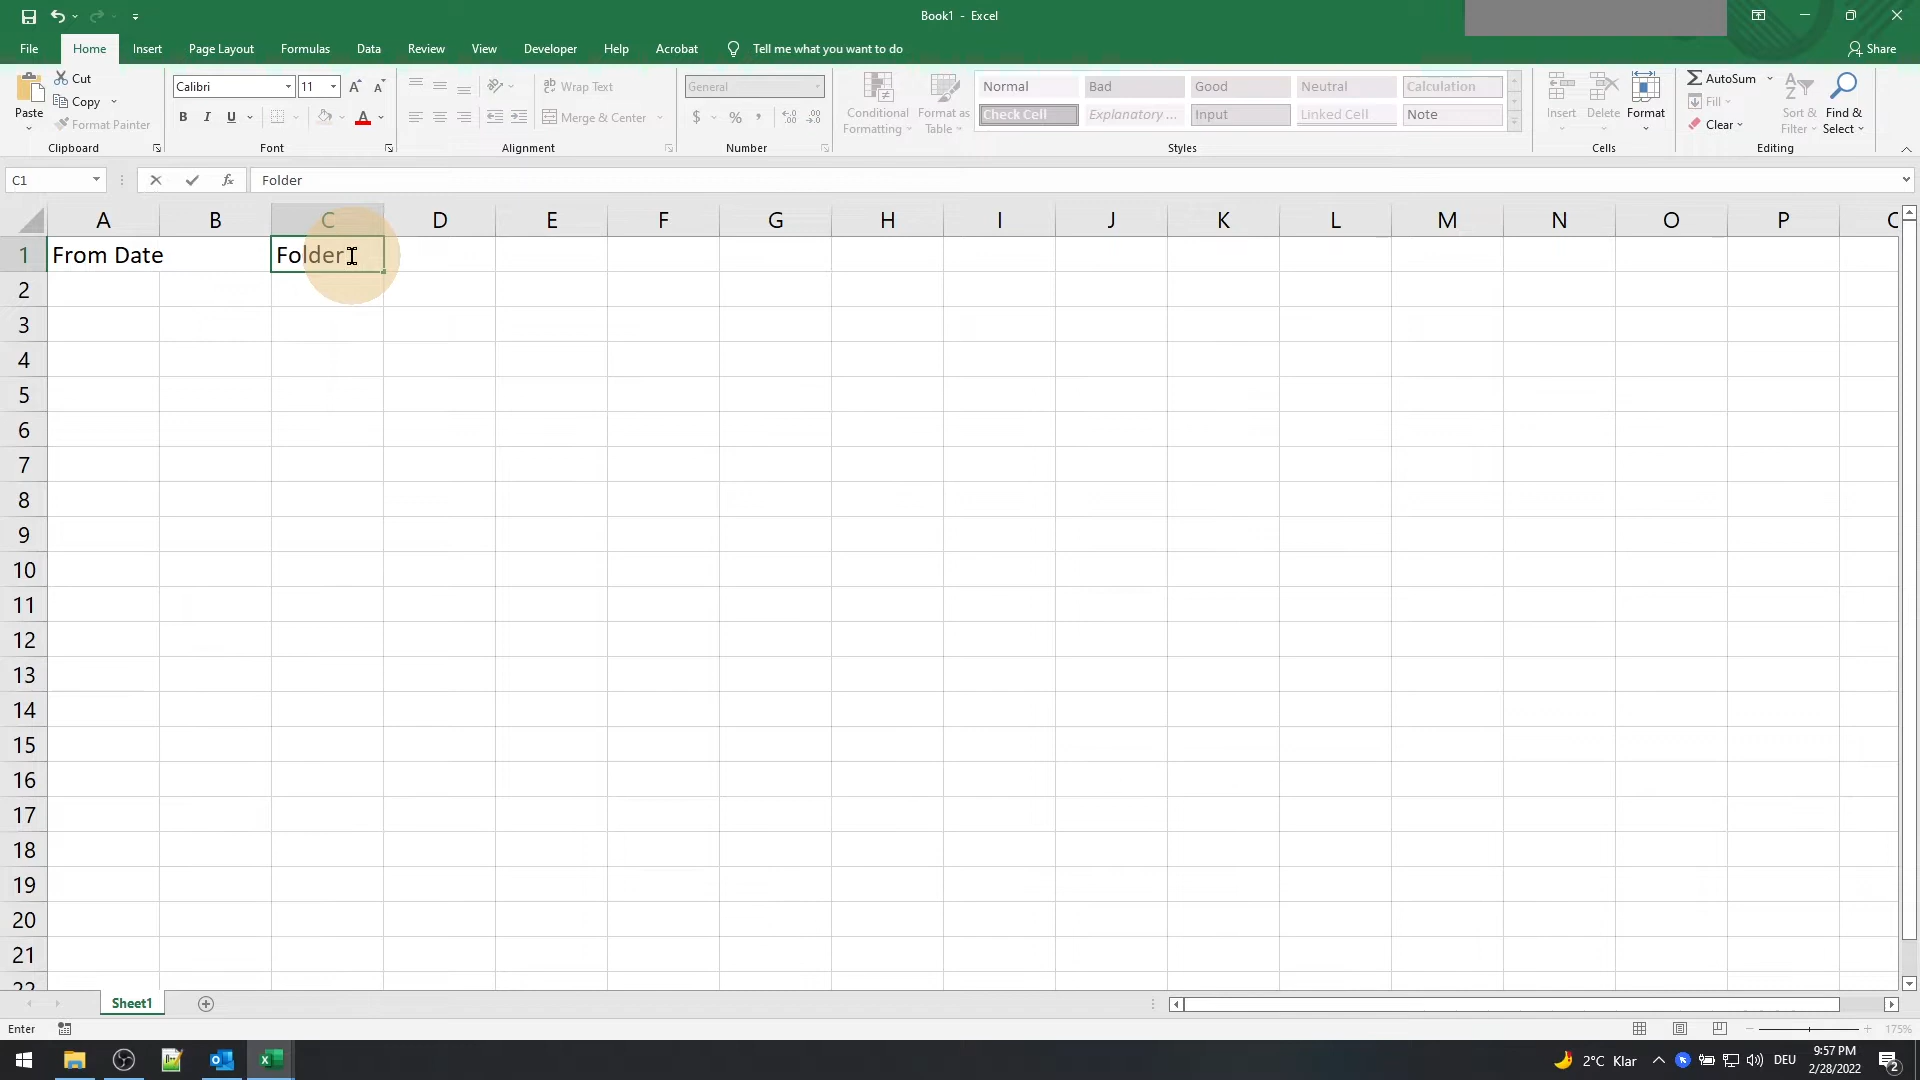 Book1 - Excel
File Home Insert Page Layout Formulas Data Review View Developer Help Acrobat Tell me what you want to do Share
Paste
Cut
Copy
Format Painter
Clipboard
Calibri 11
B I U
Font
Wrap Text
Merge & Center
Alignment
General
$ %
Number
Conditional
Formatting
Format as
Table
Normal Bad Good Neutral Calculation
Check Cell Explanatory ... Input Linked Cell Note
Styles
Insert Delete Format
Cells
AutoSum
Fill
Clear
Sort &
Filter
Find &
Select
Editing
C1 fx Folder
A B C D E F G H I J K L M N O P
1 From Date Folder
2
3
4
5
6
7
8
9
10
11
12
13
14
15
16
17
18
19
20
21
22
Sheet1
Enter 175%
2°C Klar DEU 9:57 PM
2/28/2022 2